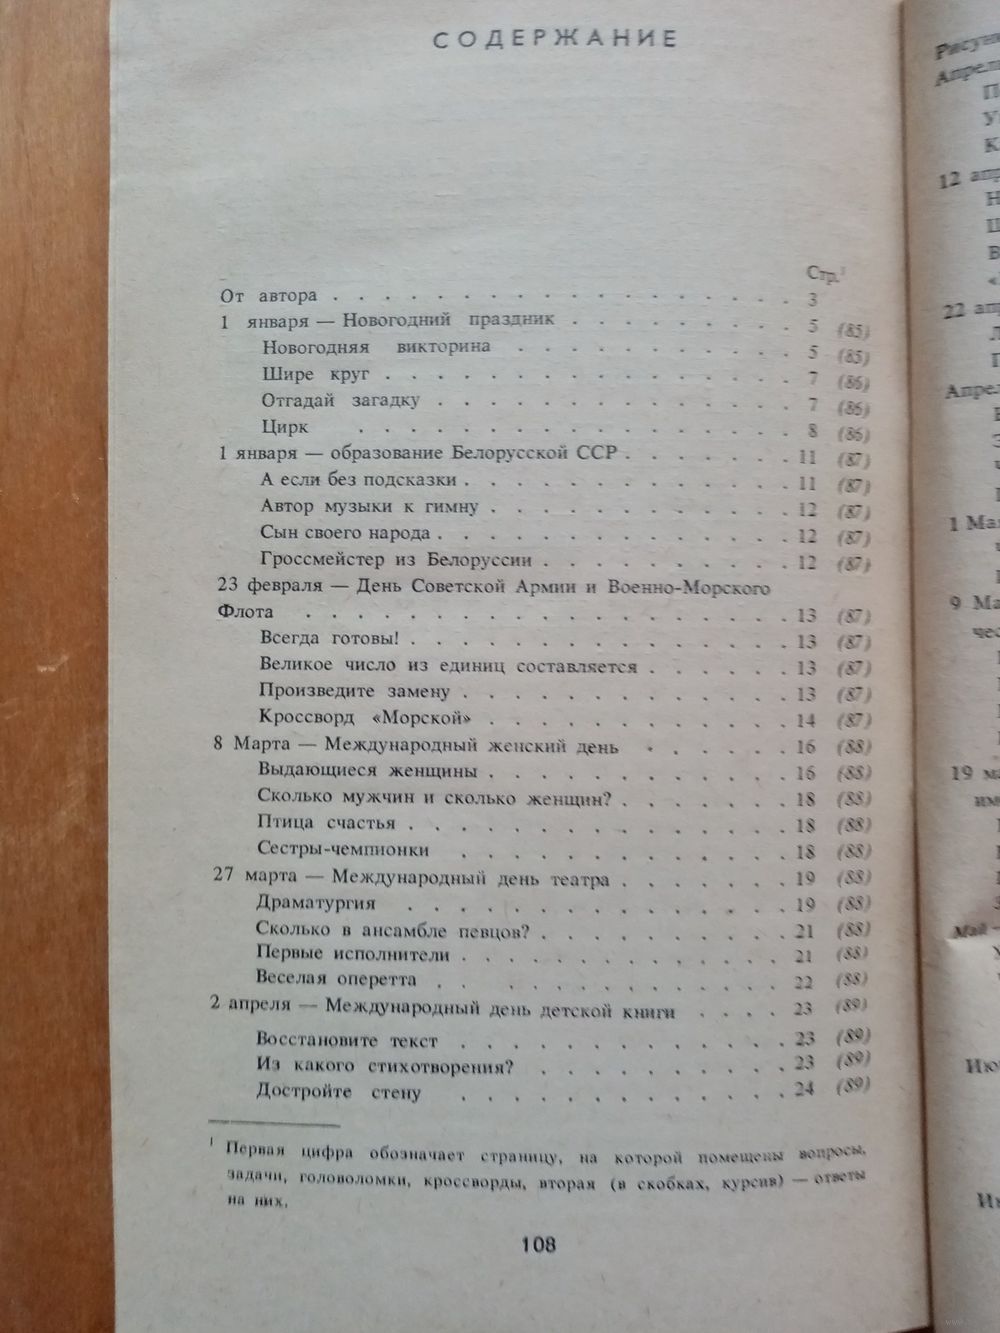 СОДЕРЖАНИЕ
Стр.¹
От автора . . . . . . . . . . . . . . . . . . 3
1 января — Новогодний праздник . . . . . . . . . 5 (85)
Новогодняя викторина . . . . . . . . . . . 5 (85)
Шире круг . . . . . . . . . . . . . . . . 7 (86)
Отгадай загадку . . . . . . . . . . . . . . 7 (86)
Цирк . . . . . . . . . . . . . . . . . 8 (86)
1 января — образование Белорусской ССР . . . . . . . 11 (87)
А если без подсказки . . . . . . . . . . . . . 11 (87)
Автор музыки к гимну . . . . . . . . . . . . 12 (87)
Сын своего народа . . . . . . . . . . . . . . 12 (87)
Гроссмейстер из Белоруссии . . . . . . . . . . 12 (87)
23 февраля — День Советской Армии и Военно-Морского
Флота . . . . . . . . . . . . . . . . . . 13 (87)
Всегда готовы! . . . . . . . . . . . . . . . 13 (87)
Великое число из единиц составляется . . . . . . 13 (87)
Произведите замену . . . . . . . . . . . . . 13 (87)
Кроссворд «Морской» . . . . . . . . . . . . 14 (87)
8 Марта — Международный женский день . . . . . . 16 (88)
Выдающиеся женщины . . . . . . . . . . . . 16 (88)
Сколько мужчин и сколько женщин? . . . . . . . 18 (88)
Птица счастья . . . . . . . . . . . . . . . 18 (88)
Сестры-чемпионки . . . . . . . . . . . . . 18 (88)
27 марта — Международный день театра . . . . . . . 19 (88)
Драматургия . . . . . . . . . . . . . . . 19 (88)
Сколько в ансамбле певцов? . . . . . . . . . . 21 (88)
Первые исполнители . . . . . . . . . . . . . 21 (88)
Веселая оперетта . . . . . . . . . . . . . . 22 (88)
2 апреля — Международный день детской книги . . . . 23 (89)
Восстановите текст . . . . . . . . . . . . . 23 (89)
Из какого стихотворения? . . . . . . . . . . 23 (89)
Достройте стену . . . . . . . . . . . . . 24 (89)
¹ Первая цифра обозначает страницу, на которой помещены вопросы,
задачи, головоломки, кроссворды, вторая (в скобках, курсив) — ответы
на них.
108
12
22
1
9
19
Май —